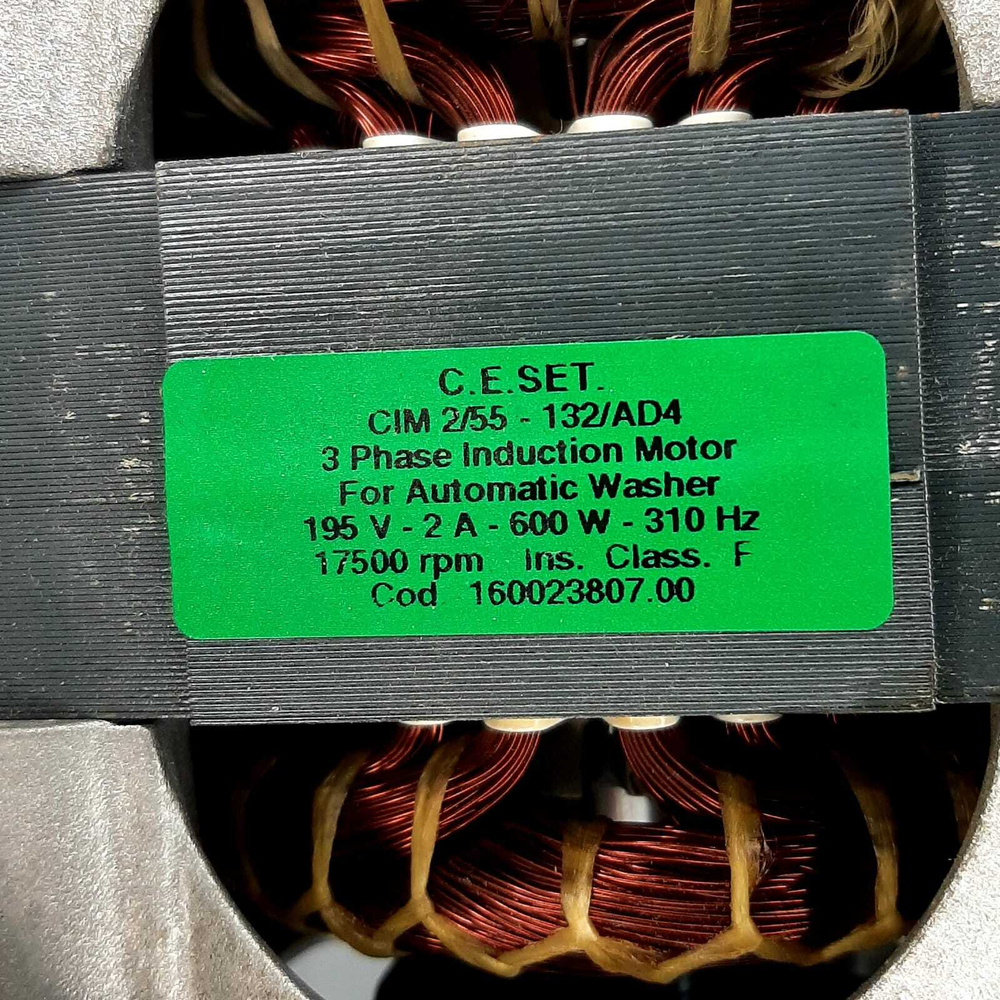 C.E.SET.
CIM 2/55 - 132/AD4
3 Phase Induction Motor
For Automatic Washer
195 V - 2 A - 600 W - 310 Hz
17500 rpm Ins. Class. F
Cod 160023807.00